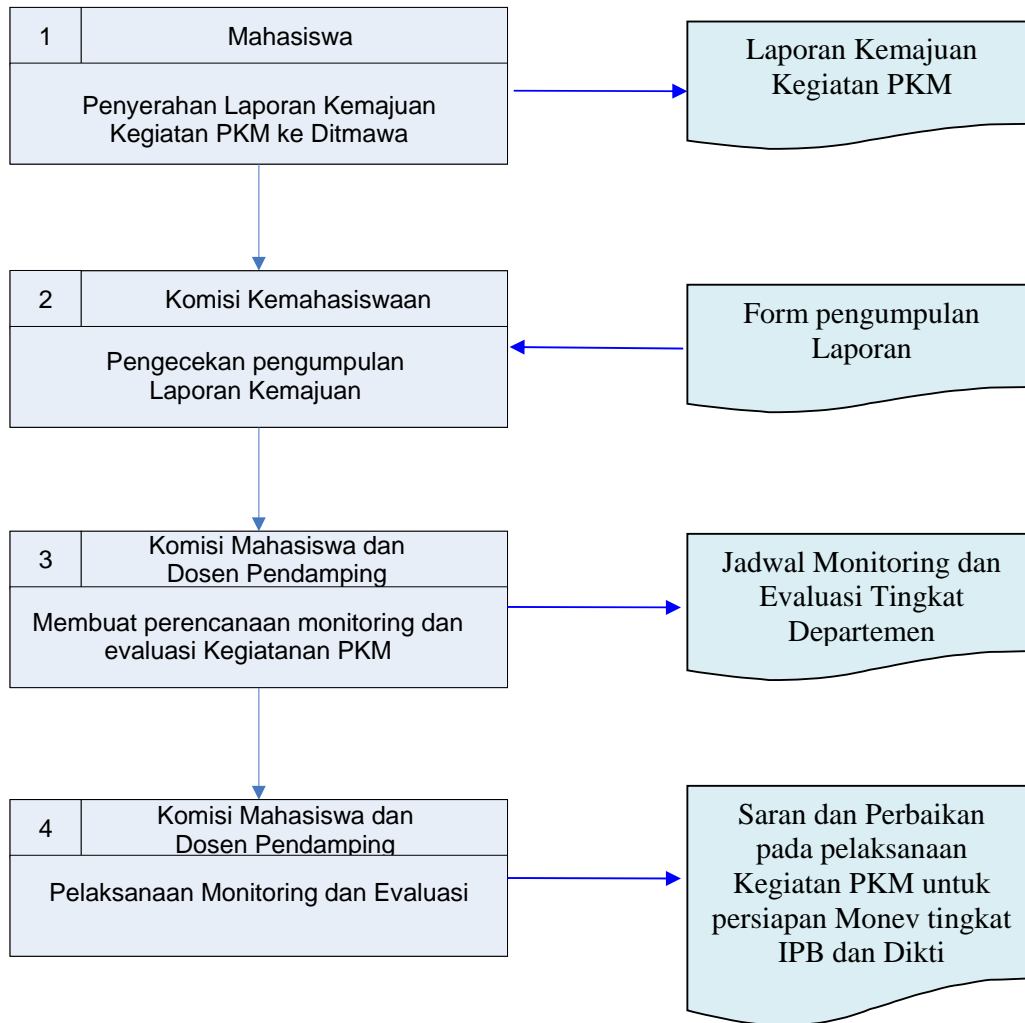 1
Mahasiswa
Penyerahan Laporan Kemajuan
Kegiatan PKM ke Ditmawa
Laporan Kemajuan
Kegiatan PKM
2
Komisi Kemahasiswaan
Pengecekan pengumpulan
Laporan Kemajuan
Form pengumpulan
Laporan
3
Komisi Mahasiswa dan
Dosen Pendamping
Membuat perencanaan monitoring dan
evaluasi Kegiatanan PKM
Jadwal Monitoring dan
Evaluasi Tingkat
Departemen
4
Komisi Mahasiswa dan
Dosen Pendamping
Pelaksanaan Monitoring dan Evaluasi
Saran dan Perbaikan
pada pelaksanaan
Kegiatan PKM untuk
persiapan Monev tingkat
IPB dan Dikti